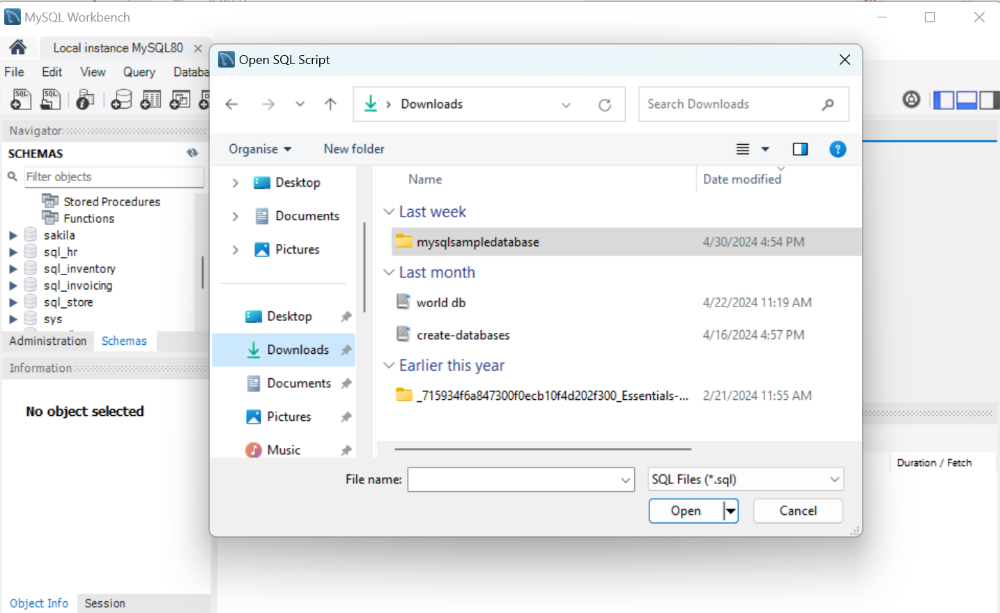 MySQL Workbench
Local instance MySQL80
File Edit View Query Databa
SQL SQL
Navigator
SCHEMAS
Filter objects
Stored Procedures
Functions
sakila
sql_hr
sql_inventory
sql_invoicing
sql_store
sys
Administration Schemas
Information
No object selected
Object Info Session
Open SQL Script
Downloads
Search Downloads
Organise New folder
?
Desktop
Documents
Pictures
Desktop
Downloads
Documents
Pictures
Music
Name Date modified
Last week
mysqlsampledatabase 4/30/2024 4:54 PM
Last month
world db 4/22/2024 11:19 AM
create-databases 4/16/2024 4:57 PM
Earlier this year
_715934f6a847300f0ecb10f4d202f300_Essentials-... 2/21/2024 11:55 AM
File name: SQL Files (*.sql)
Open Cancel
Duration / Fetch